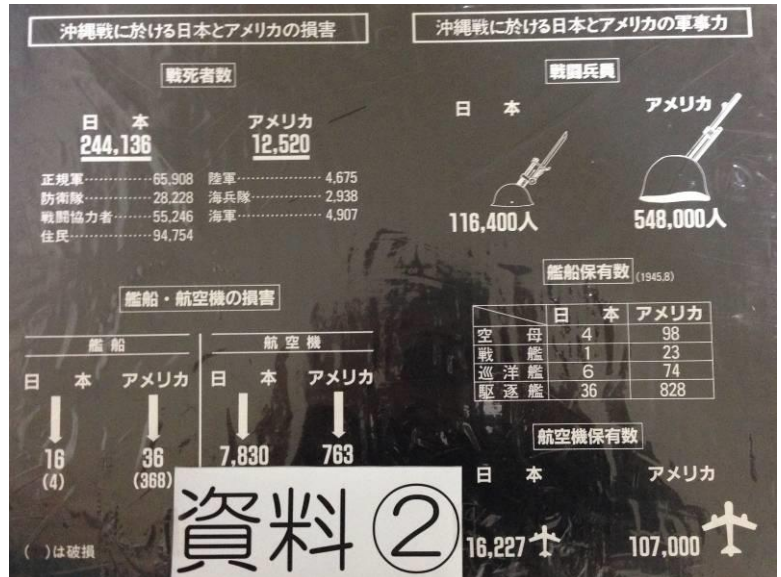 沖縄戦に於ける日本とアメリカの損害
戦死者数
日本 アメリカ
244,136 12,520
正規軍…………65,908 陸軍…………4,675
防衛隊…………28,228 海兵隊…………2,938
戦闘協力者……55,246 海軍…………4,907
住民…………94,754
艦船・航空機の損害
艦船 航空機
日本 アメリカ 日本 アメリカ
16 36 7,830 763
(4) (368)
( )は破損
沖縄戦に於ける日本とアメリカの軍事力
戦闘兵員
日本 アメリカ
116,400人 548,000人
艦船保有数 (1945.8)
日本 アメリカ
空母 4 98
戦艦 1 23
巡洋艦 6 74
駆逐艦 36 828
航空機保有数
日本 アメリカ
16,227 107,000
資料②